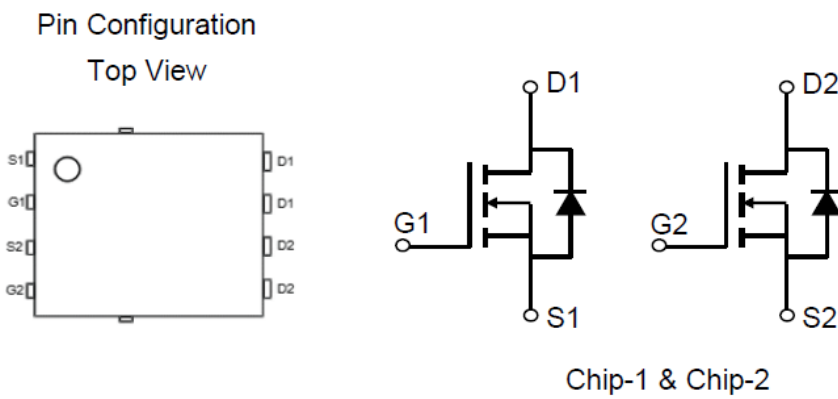 Pin Configuration
Top View
S1
G1
S2
G2
D1
D1
D2
D2
D1
G1
S1
D2
G2
S2
Chip-1 & Chip-2